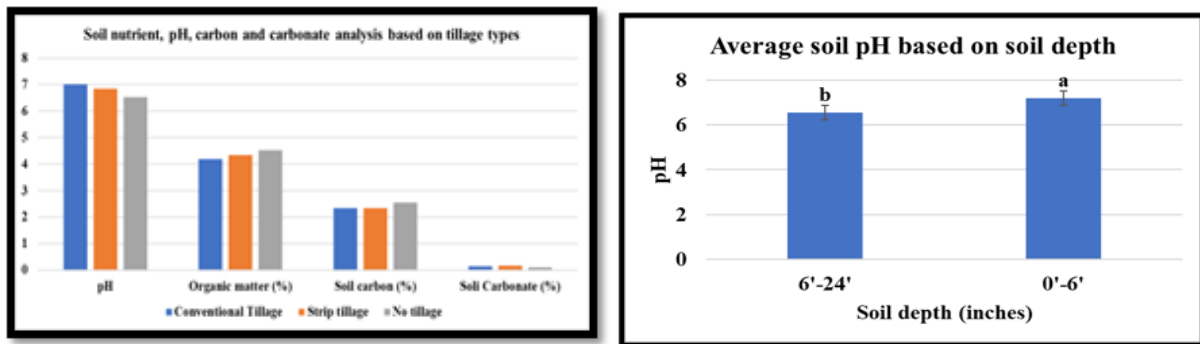 Soil nutrient, pH, carbon and carbonate analysis based on tillage types
8
7
6
5
4
3
2
1
0
pH Organic matter (%) Soil carbon (%) Soli Carbonate (%)
Conventional Tillage Strip tillage No tillage
Average soil pH based on soil depth
8
6
4
2
0
pH
b
a
6'-24' 0'-6'
Soil depth (inches)